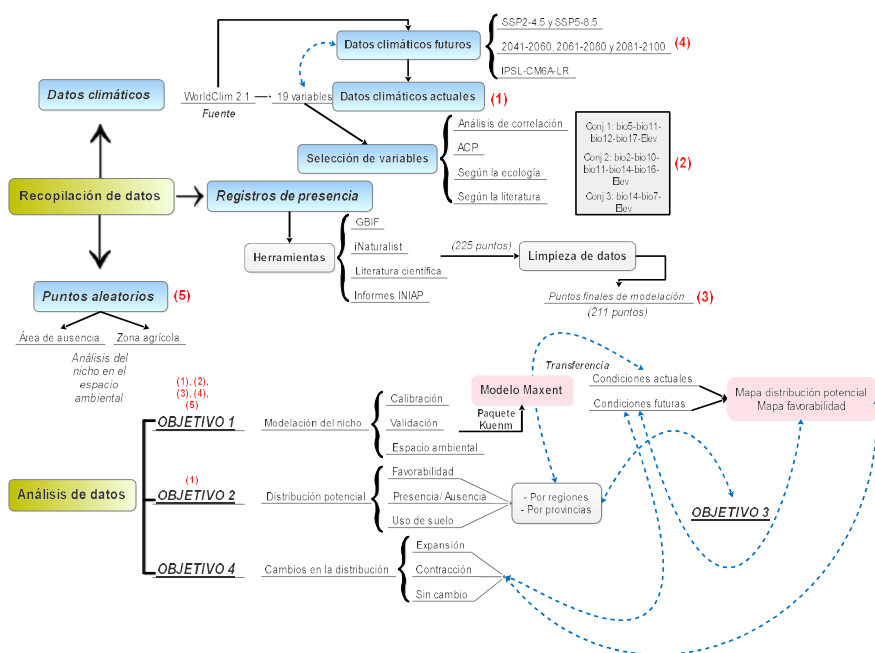 SSP2-4.5 y SSP5-8.5
Datos climáticos futuros
2041-2060, 2061-2080 y 2081-2100
(4)
IPSL-CM6A-LR
Datos climáticos
WorldClim 2.1
19 variables
Datos climáticos actuales
(1)
Fuente
Análisis de correlación
ACP
Selección de variables
Según la ecología
Según la literatura
Conj.1: bio5-bio11-
bio12-bio17-Elev
Conj.2: bio2-bio10-
bio11-bio14-bio16-
Elev
Conj 3: bio14-bio7-
Elev
(2)
Recopilación de datos
Registros de presencia
GBIF
Herramientas
iNaturalist
Literatura científica
Informes INIAP
(225 puntos)
Limpieza de datos
Puntos finales de modelación
(211 puntos)
(3)
Puntos aleatorios
(5)
Área de ausencia
Zona agrícola
Análisis del
nicho en el
espacio
ambiental
Transferencia
(1), (2),
(3), (4),
(5)
OBJETIVO 1
Modelación del nicho
Calibración
Validación
Espacio ambiental
Modelo Maxent
Paquete
Kuenm
Condiciones actuales
Condiciones futuras
Mapa distribución potencial
Mapa favorabilidad
Análisis de datos
(1)
OBJETIVO 2
Distribución potencial
Favorabilidad
Presencia/ Ausencia
Uso de suelo
- Por regiones
- Por provincias
OBJETIVO 3
OBJETIVO 4
Cambios en la distribución
Expansión
Contracción
Sin cambio